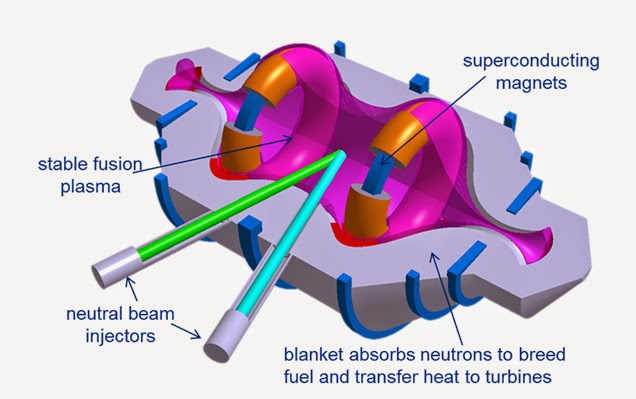 superconducting
magnets
stable fusion
plasma
neutral beam
injectors
blanket absorbs neutrons to breed
fuel and transfer heat to turbines